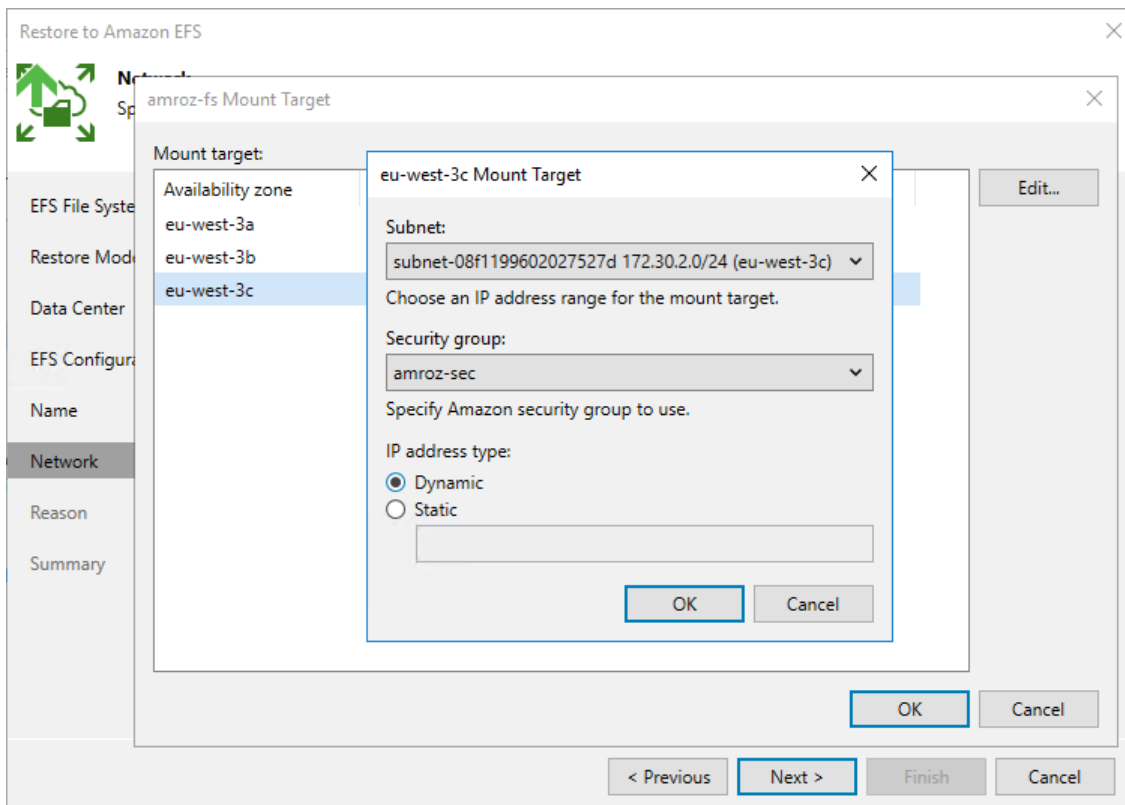 Restore to Amazon EFS
amroz-fs Mount Target
Mount target:
Availability zone
eu-west-3a
eu-west-3b
eu-west-3c
Edit...
eu-west-3c Mount Target
Subnet:
subnet-08f1199602027527d 172.30.2.0/24 (eu-west-3c)
Choose an IP address range for the mount target.
Security group:
amroz-sec
Specify Amazon security group to use.
IP address type:
Dynamic
Static
OK Cancel
OK Cancel
EFS File Syste
Restore Mod
Data Center
EFS Configura
Name
Network
Reason
Summary
< Previous Next > Finish Cancel